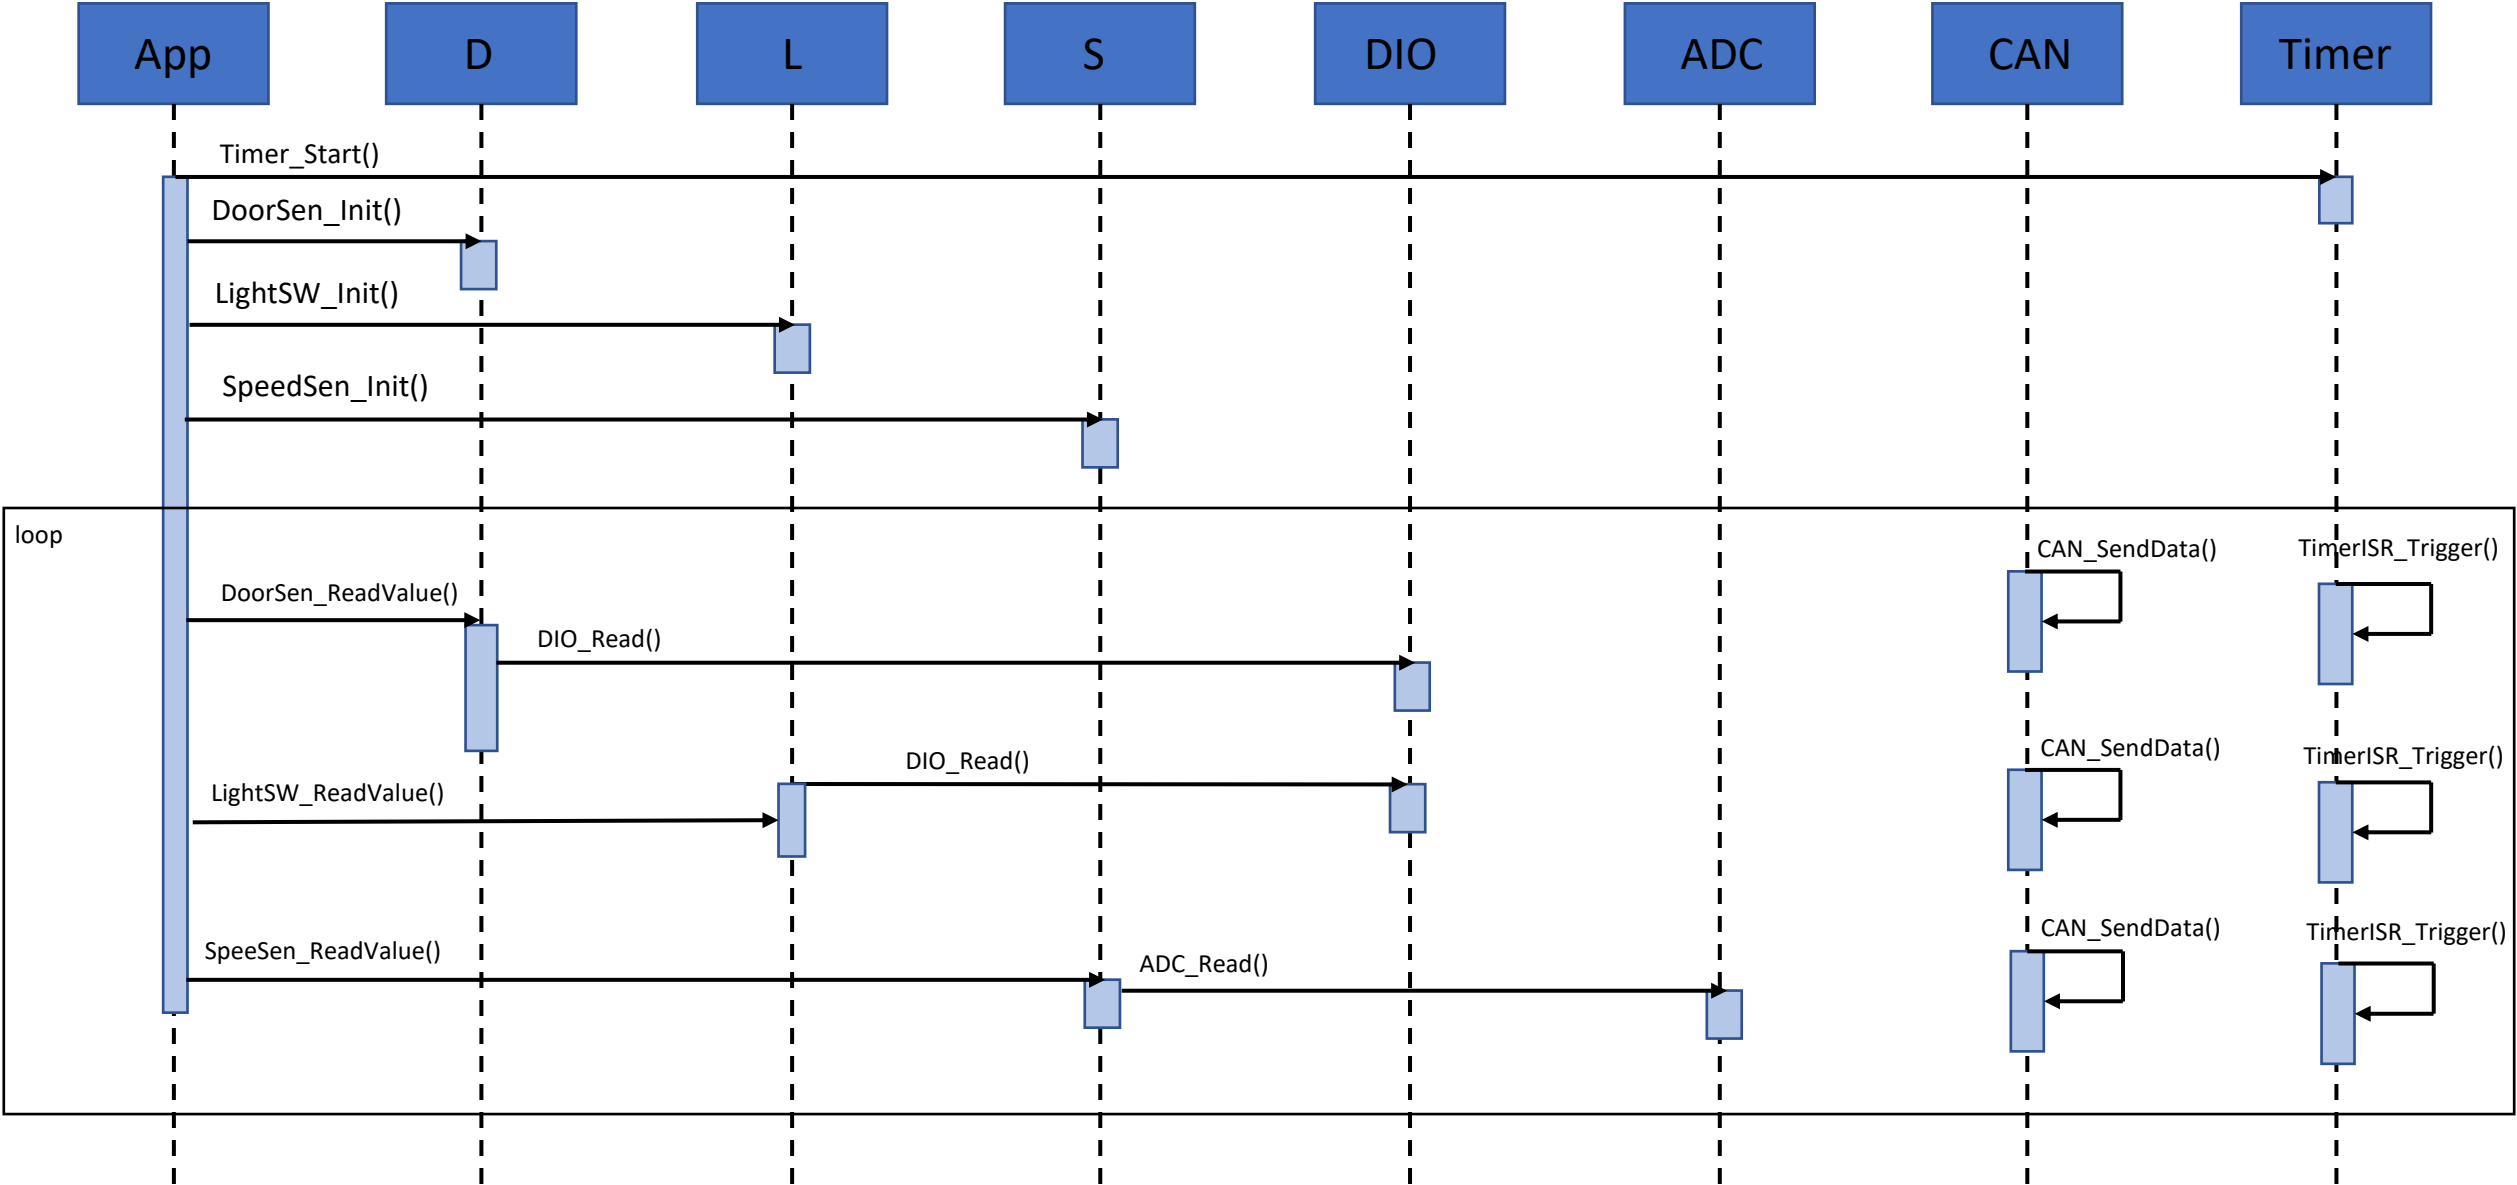 App
D
L
S
DIO
ADC
CAN
Timer
Timer_Start()
DoorSen_Init()
LightSW_Init()
SpeedSen_Init()
loop
CAN_SendData()
TimerISR_Trigger()
DoorSen_ReadValue()
DIO_Read()
CAN_SendData()
TimerISR_Trigger()
DIO_Read()
LightSW_ReadValue()
CAN_SendData()
TimerISR_Trigger()
SpeeSen_ReadValue()
ADC_Read()